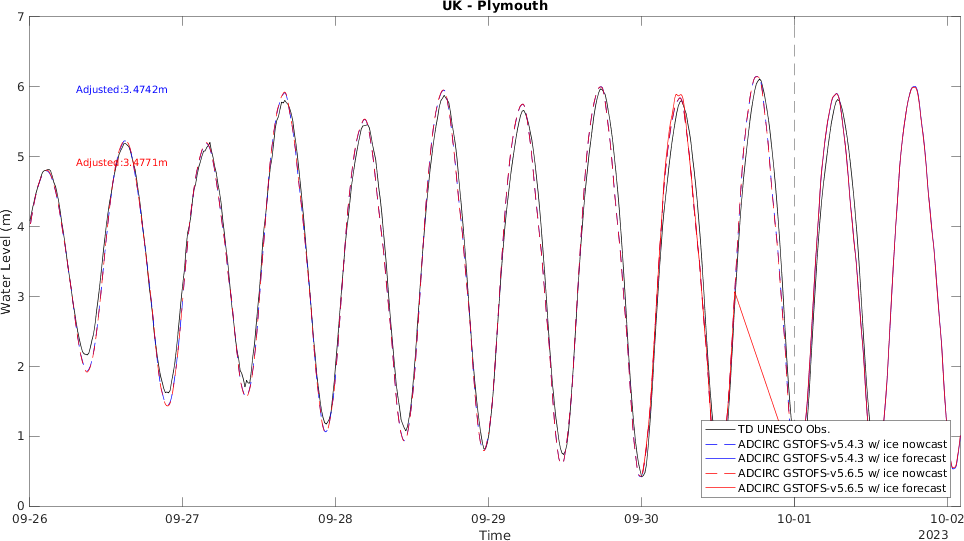 UK - Plymouth
7
6
5
4
3
2
1
0
Water Level (m)
Adjusted:3.4742m
Adjusted:3.4771m
TD UNESCO Obs.
ADCIRC GSTOFS-v5.4.3 w/ ice nowcast
ADCIRC GSTOFS-v5.4.3 w/ ice forecast
ADCIRC GSTOFS-v5.6.5 w/ ice nowcast
ADCIRC GSTOFS-v5.6.5 w/ ice forecast
09-26 09-27 09-28 09-29 09-30 10-01 10-02
Time
2023